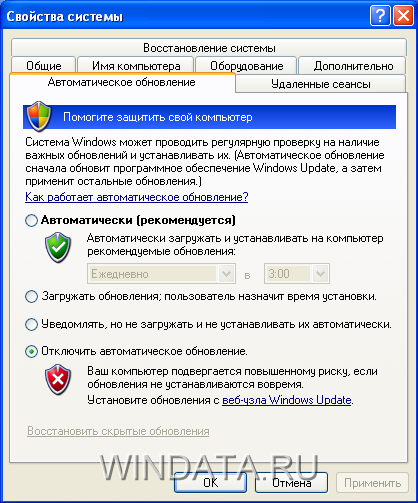 Свойства системы
Восстановление системы
Общие
Имя компьютера
Оборудование
Дополнительно
Автоматическое обновление
Удаленные сеансы
Помогите защитить свой компьютер
Система Windows может проводить регулярную проверку на наличие
важных обновлений и устанавливать их. (Автоматическое обновление
сначала обновит программное обеспечение Windows Update, а затем
применит остальные обновления.)
Как работает автоматическое обновление?
Автоматически (рекомендуется)
Автоматически загружать и устанавливать на компьютер
рекомендуемые обновления:
Ежедневно в 3:00
Загружать обновления; пользователь назначит время установки.
Уведомлять, но не загружать и не устанавливать их автоматически.
Отключить автоматическое обновление.
Ваш компьютер подвергается повышенному риску, если
обновления не устанавливаются вовремя.
Установите обновления с веб-узла Windows Update.
Восстановить скрытые обновления
WINDATA.RU
ОК
Отмена
Применить